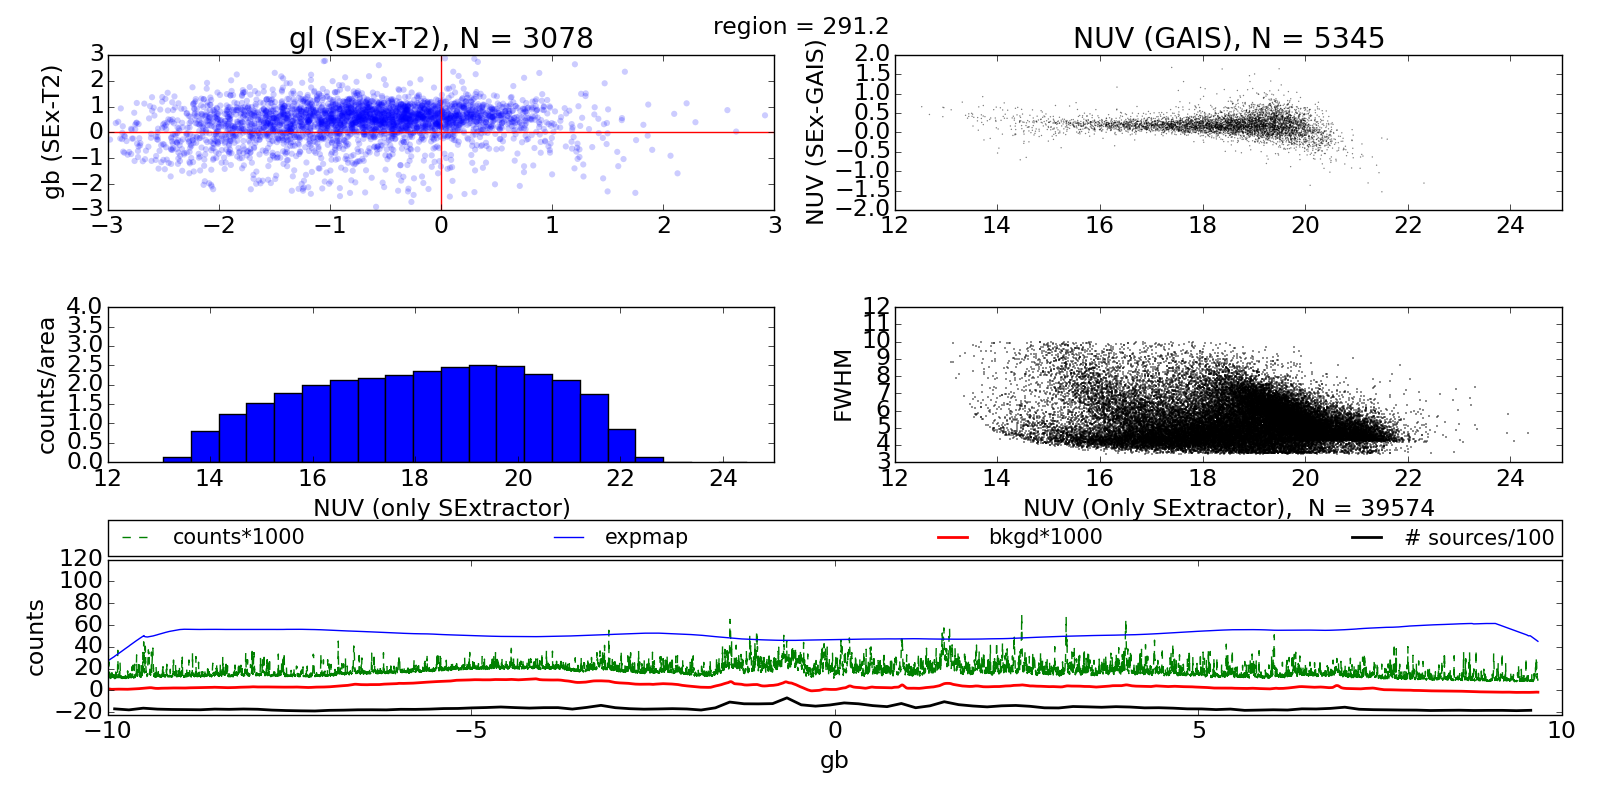 region = 291.2
gl (SEx-T2), N = 3078
gb (SEx-T2)
3
2
1
0
−1
−2
−3
−3 −2 −1 0 1 2 3
NUV (GAIS), N = 5345
NUV (SEx-GAIS)
2.0
1.5
1.0
0.5
0.0
−0.5
−1.0
−1.5
−2.0
12 14 16 18 20 22 24
counts/area
4.0
3.5
3.0
2.5
2.0
1.5
1.0
0.5
0.0
12 14 16 18 20 22 24
NUV (only SExtractor)
FWHM
12
11
10
9
8
7
6
5
4
3
12 14 16 18 20 22 24
NUV (Only SExtractor), N = 39574
counts*1000 expmap bkgd*1000 # sources/100
counts
120
100
80
60
40
20
0
−20
−10 −5 0 5 10
gb